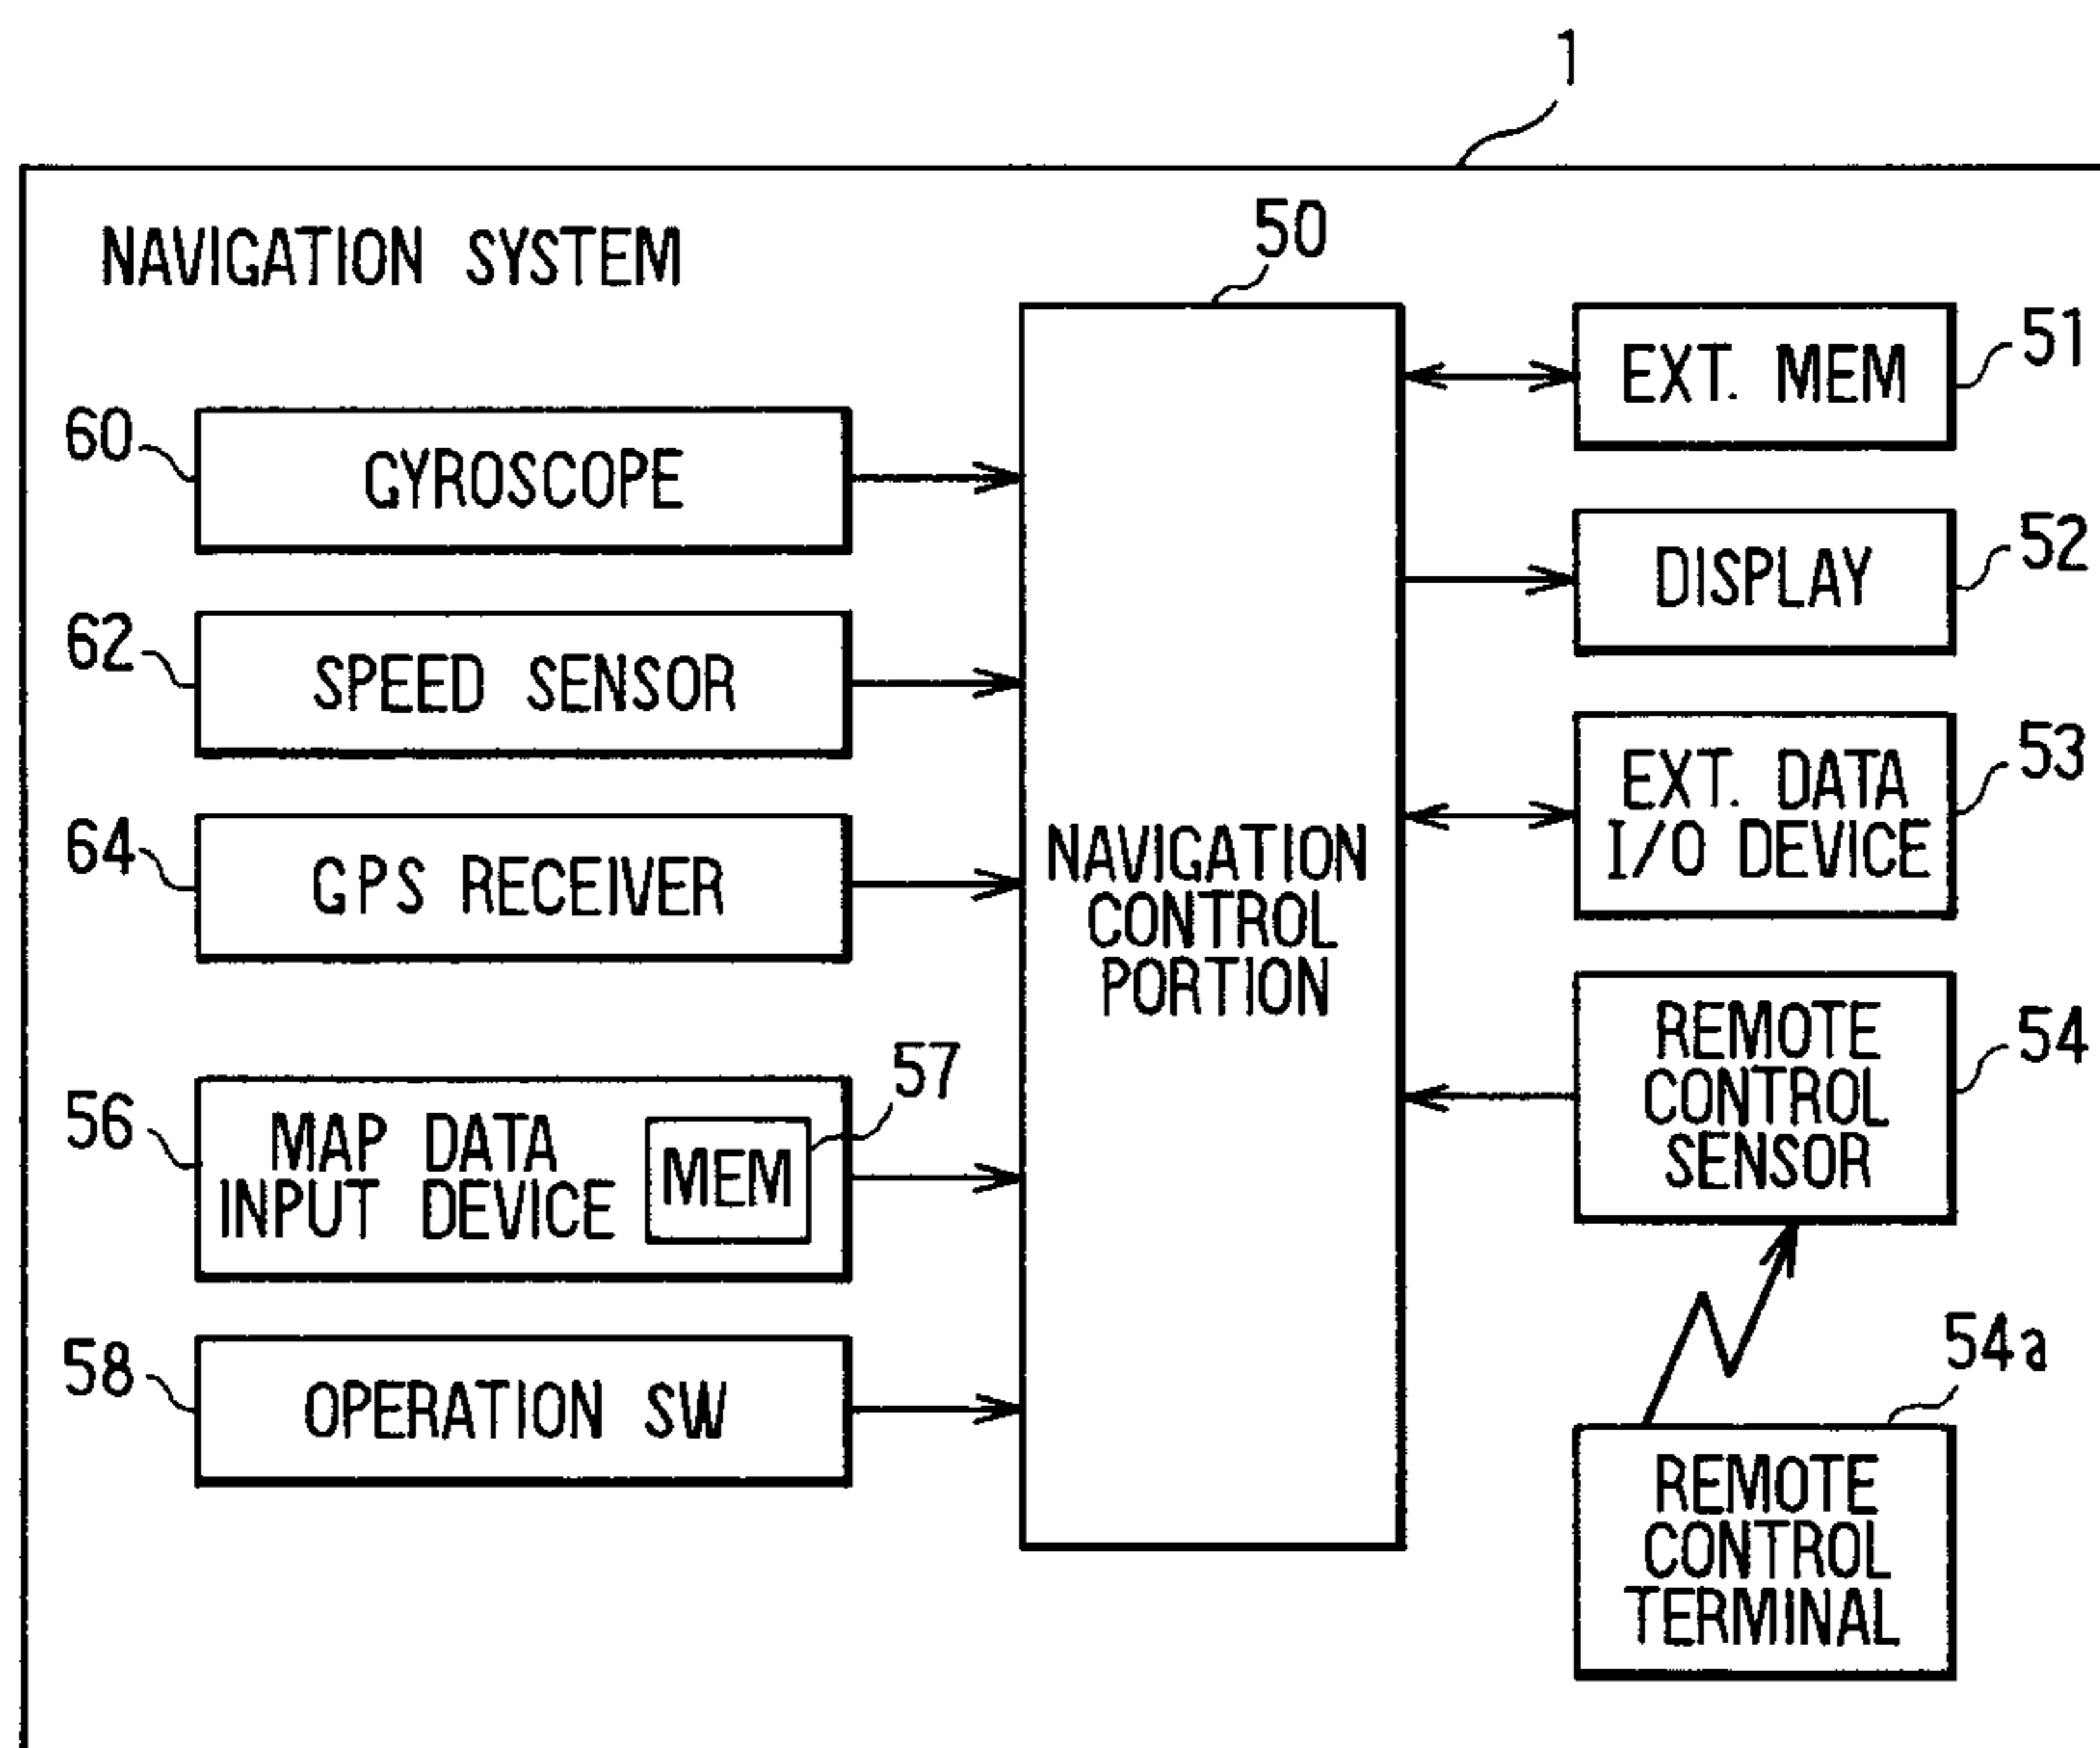 1
NAVIGATION SYSTEM
50
60
GYROSCOPE
62
SPEED SENSOR
64
GPS RECEIVER
56
MAP DATA
INPUT DEVICE
MEM
57
58
OPERATION SW
NAVIGATION
CONTROL
PORTION
EXT. MEM
51
DISPLAY
52
EXT. DATA
I/O DEVICE
53
REMOTE
CONTROL
SENSOR
54
54a
REMOTE
CONTROL
TERMINAL